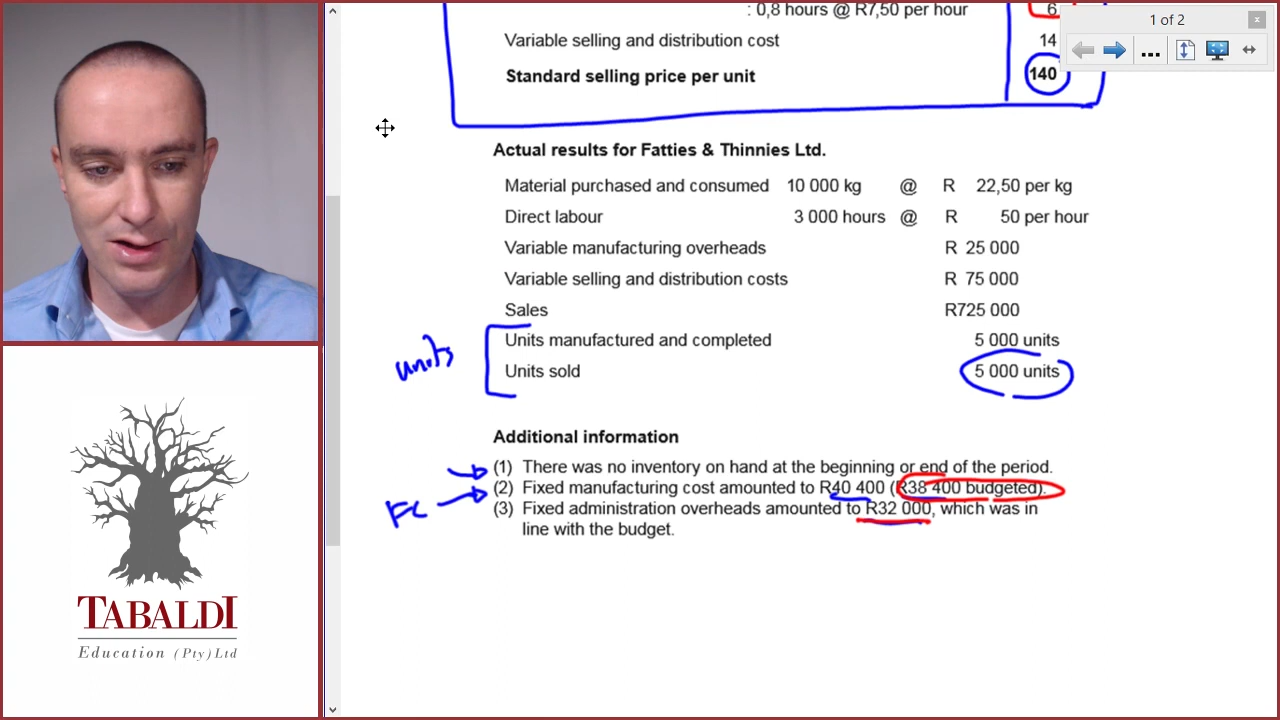 : 0,8 hours @ R7,50 per hour 6
1 of 2
x
Variable selling and distribution cost 14
...
Standard selling price per unit 140
Actual results for Fatties & Thinnies Ltd.
Material purchased and consumed 10 000 kg @ R 22,50 per kg
Direct labour 3 000 hours @ R 50 per hour
Variable manufacturing overheads R 25 000
Variable selling and distribution costs R 75 000
Sales R725 000
Units manufactured and completed 5 000 units
units
Units sold 5 000 units
Additional information
(1) There was no inventory on hand at the beginning or end of the period.
(2) Fixed manufacturing cost amounted to R40 400 (R38 400 budgeted).
FC
(3) Fixed administration overheads amounted to R32 000, which was in
line with the budget.
TABALDI
Education (Pty) Ltd